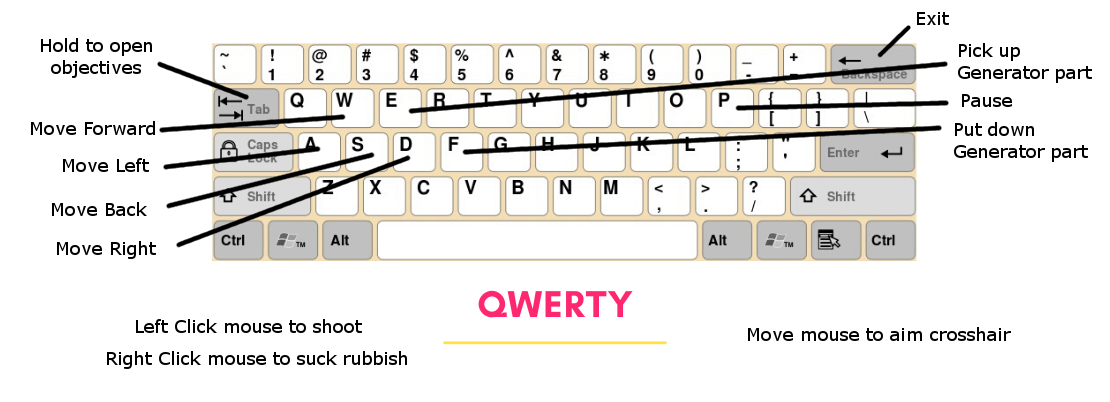 Exit
Hold to open
objectives
Pick up
Generator part
~ ! @ # $ % ^ & * ( ) _ +
` 1 2 3 4 5 6 7 8 9 0 - = Backspace
Tab Q W E R T Y U I O P { } |
[ ] \
Pause
Move Forward
Put down
Generator part
Caps
Lock
A S D F G H J K L : "
; ' Enter
Move Left
Shift Z X C V B N M < > ? Shift
, . /
Move Back
Move Right
Ctrl TM Alt Alt TM Ctrl
QWERTY
Left Click mouse to shoot
Move mouse to aim crosshair
Right Click mouse to suck rubbish